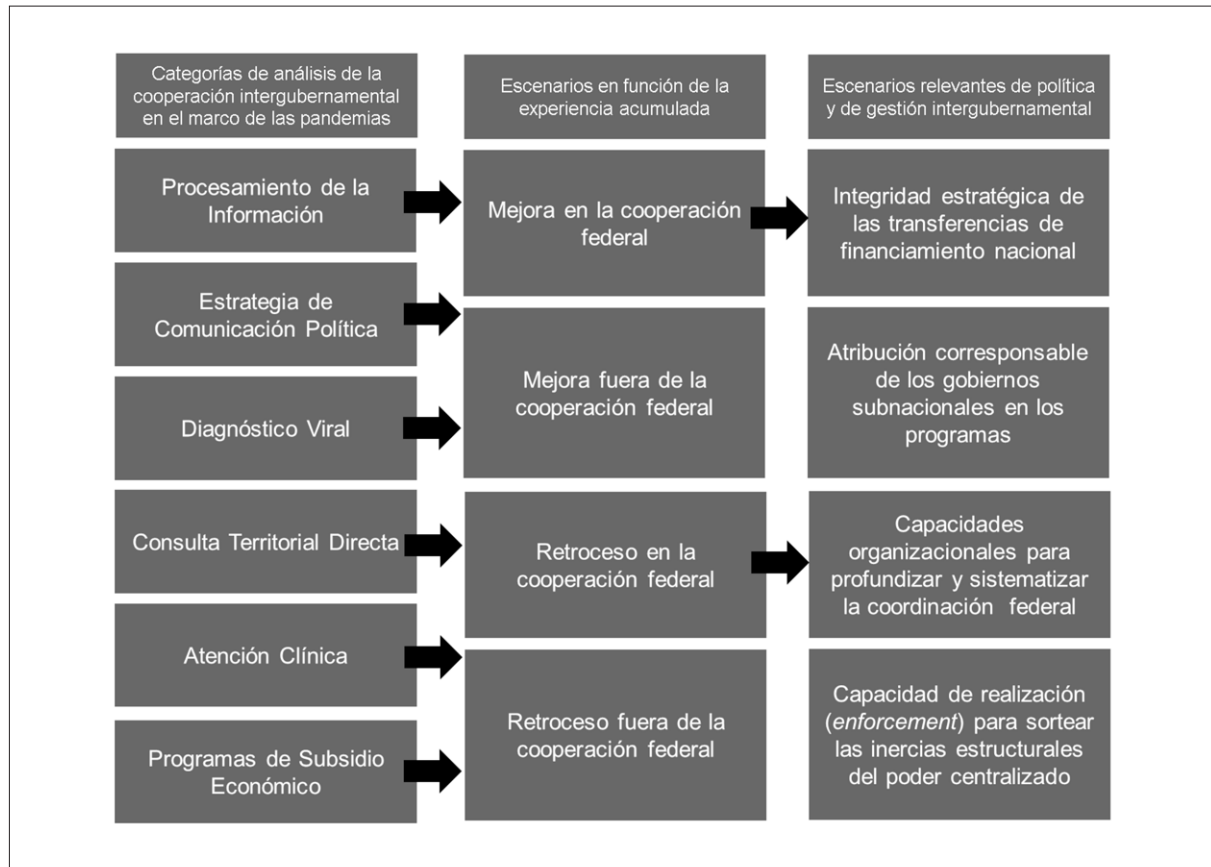 Categorías de análisis de la
cooperación intergubernamental
en el marco de las pandemias
Procesamiento de la
Información
Estrategia de
Comunicación Política
Diagnóstico Viral
Consulta Territorial Directa
Atención Clínica
Programas de Subsidio
Económico
Escenarios en función de la
experiencia acumulada
Mejora en la cooperación
federal
Mejora fuera de la
cooperación federal
Retroceso en la
cooperación federal
Retroceso fuera de la
cooperación federal
Escenarios relevantes de política
y de gestión intergubernamental
Integridad estratégica de
las transferencias de
financiamiento nacional
Atribución corresponsable
de los gobiernos
subnacionales en los
programas
Capacidades
organizacionales para
profundizar y sistematizar
la coordinación federal
Capacidad de realización
(enforcement) para sortear
las inercias estructurales
del poder centralizado